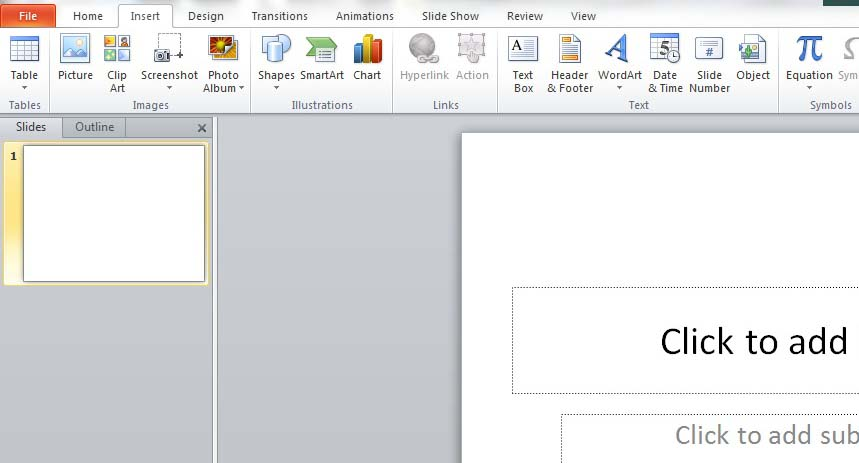 File Home Insert Design Transitions Animations Slide Show Review View
Table Picture Clip Art Screenshot Photo Album Shapes SmartArt Chart Hyperlink Action Text Box Header & Footer WordArt Date & Time Slide Number Object Equation
Tables Images Illustrations Links Text Symbols
Slides Outline
1
Click to add
Click to add